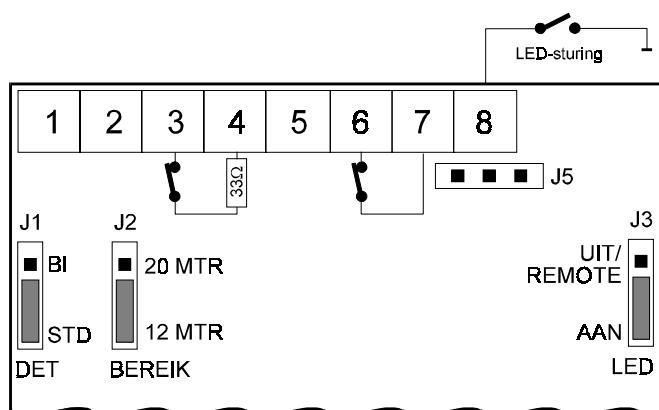 LED-sturing
1 2 3 4 5 6 7 8
33Ω
J5
J1 J2 J3
BI 20 MTR UIT/
REMOTE
STD 12 MTR AAN
DET BEREIK LED